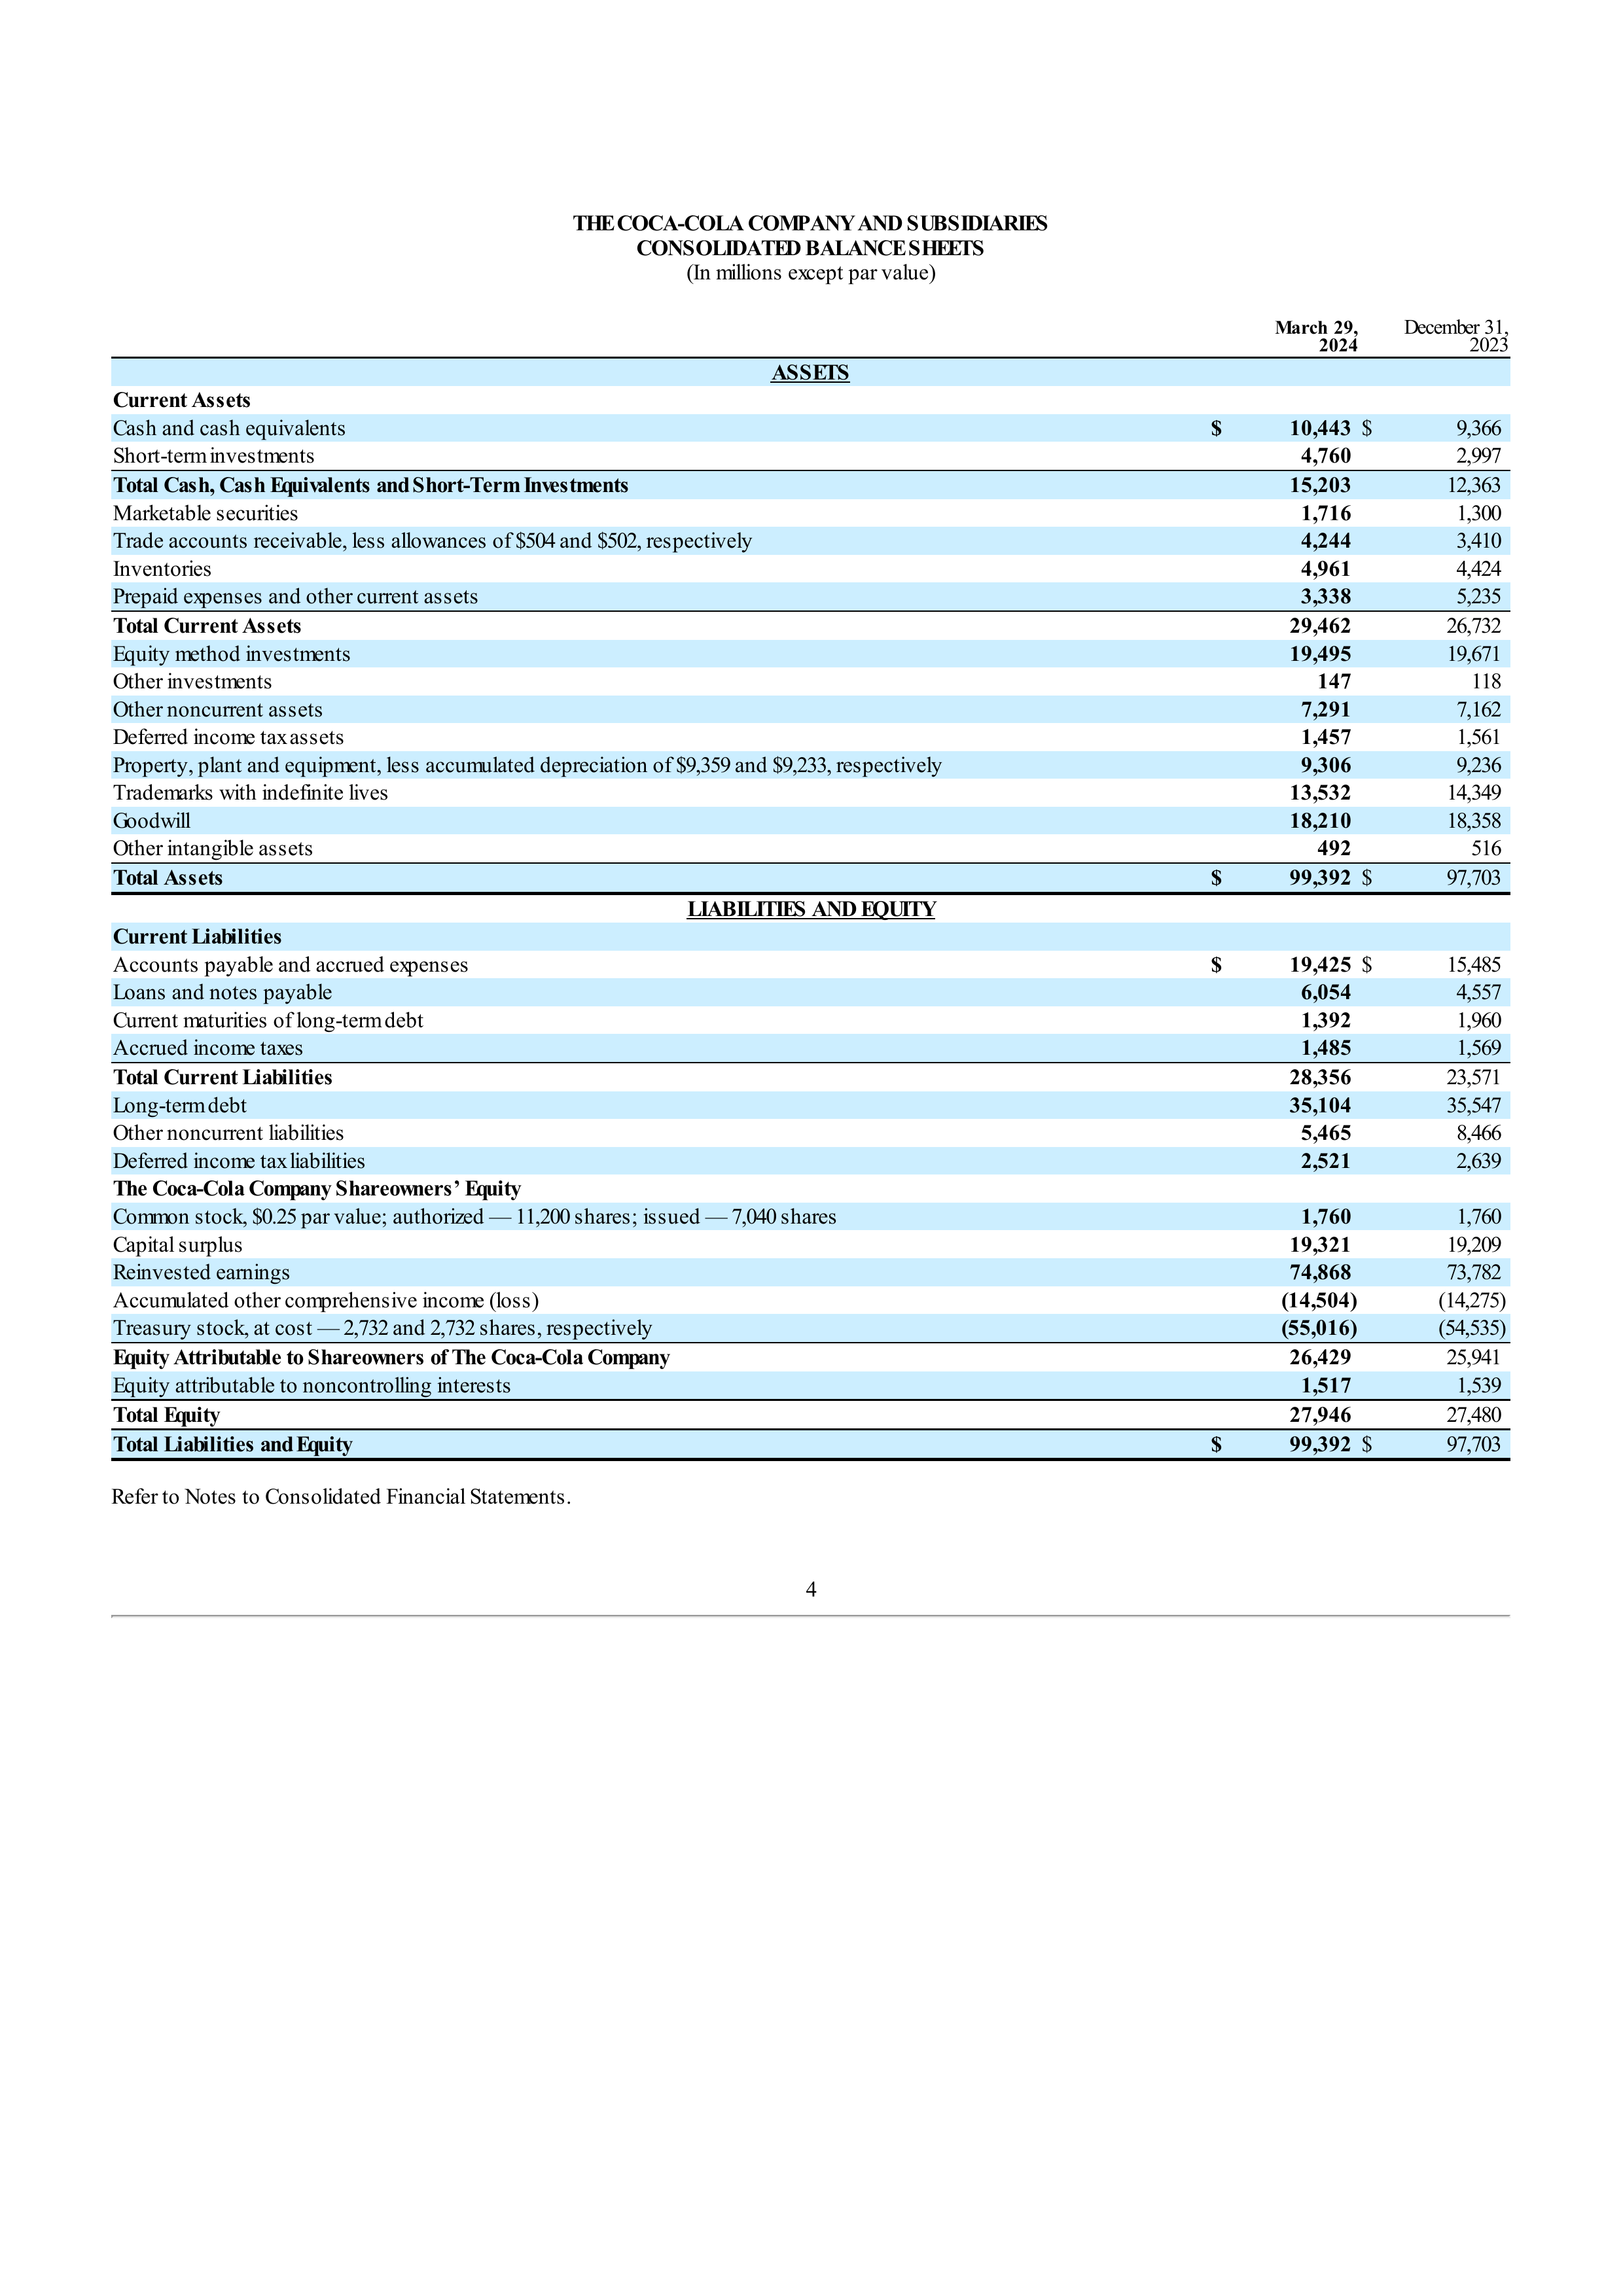 THE COCA-COLA COMPANY AND SUBSIDIARIES
CONSOLIDATED BALANCE SHEETS
(In millions except par value)
March 29, 2024 December 31, 2023
ASSETS
Current Assets
Cash and cash equivalents $ 10,443 $ 9,366
Short-term investments 4,760 2,997
Total Cash, Cash Equivalents and Short-Term Investments 15,203 12,363
Marketable securities 1,716 1,300
Trade accounts receivable, less allowances of $504 and $502, respectively 4,244 3,410
Inventories 4,961 4,424
Prepaid expenses and other current assets 3,338 5,235
Total Current Assets 29,462 26,732
Equity method investments 19,495 19,671
Other investments 147 118
Other noncurrent assets 7,291 7,162
Deferred income tax assets 1,457 1,561
Property, plant and equipment, less accumulated depreciation of $9,359 and $9,233, respectively 9,306 9,236
Trademarks with indefinite lives 13,532 14,349
Goodwill 18,210 18,358
Other intangible assets 492 516
Total Assets $ 99,392 $ 97,703
LIABILITIES AND EQUITY
Current Liabilities
Accounts payable and accrued expenses $ 19,425 $ 15,485
Loans and notes payable 6,054 4,557
Current maturities of long-term debt 1,392 1,960
Accrued income taxes 1,485 1,569
Total Current Liabilities 28,356 23,571
Long-term debt 35,104 35,547
Other noncurrent liabilities 5,465 8,466
Deferred income tax liabilities 2,521 2,639
The Coca-Cola Company Shareowners’ Equity
Common stock, $0.25 par value; authorized — 11,200 shares; issued — 7,040 shares 1,760 1,760
Capital surplus 19,321 19,209
Reinvested earnings 74,868 73,782
Accumulated other comprehensive income (loss) (14,504) (14,275)
Treasury stock, at cost — 2,732 and 2,732 shares, respectively (55,016) (54,535)
Equity Attributable to Shareowners of The Coca-Cola Company 26,429 25,941
Equity attributable to noncontrolling interests 1,517 1,539
Total Equity 27,946 27,480
Total Liabilities and Equity $ 99,392 $ 97,703
Refer to Notes to Consolidated Financial Statements.
4